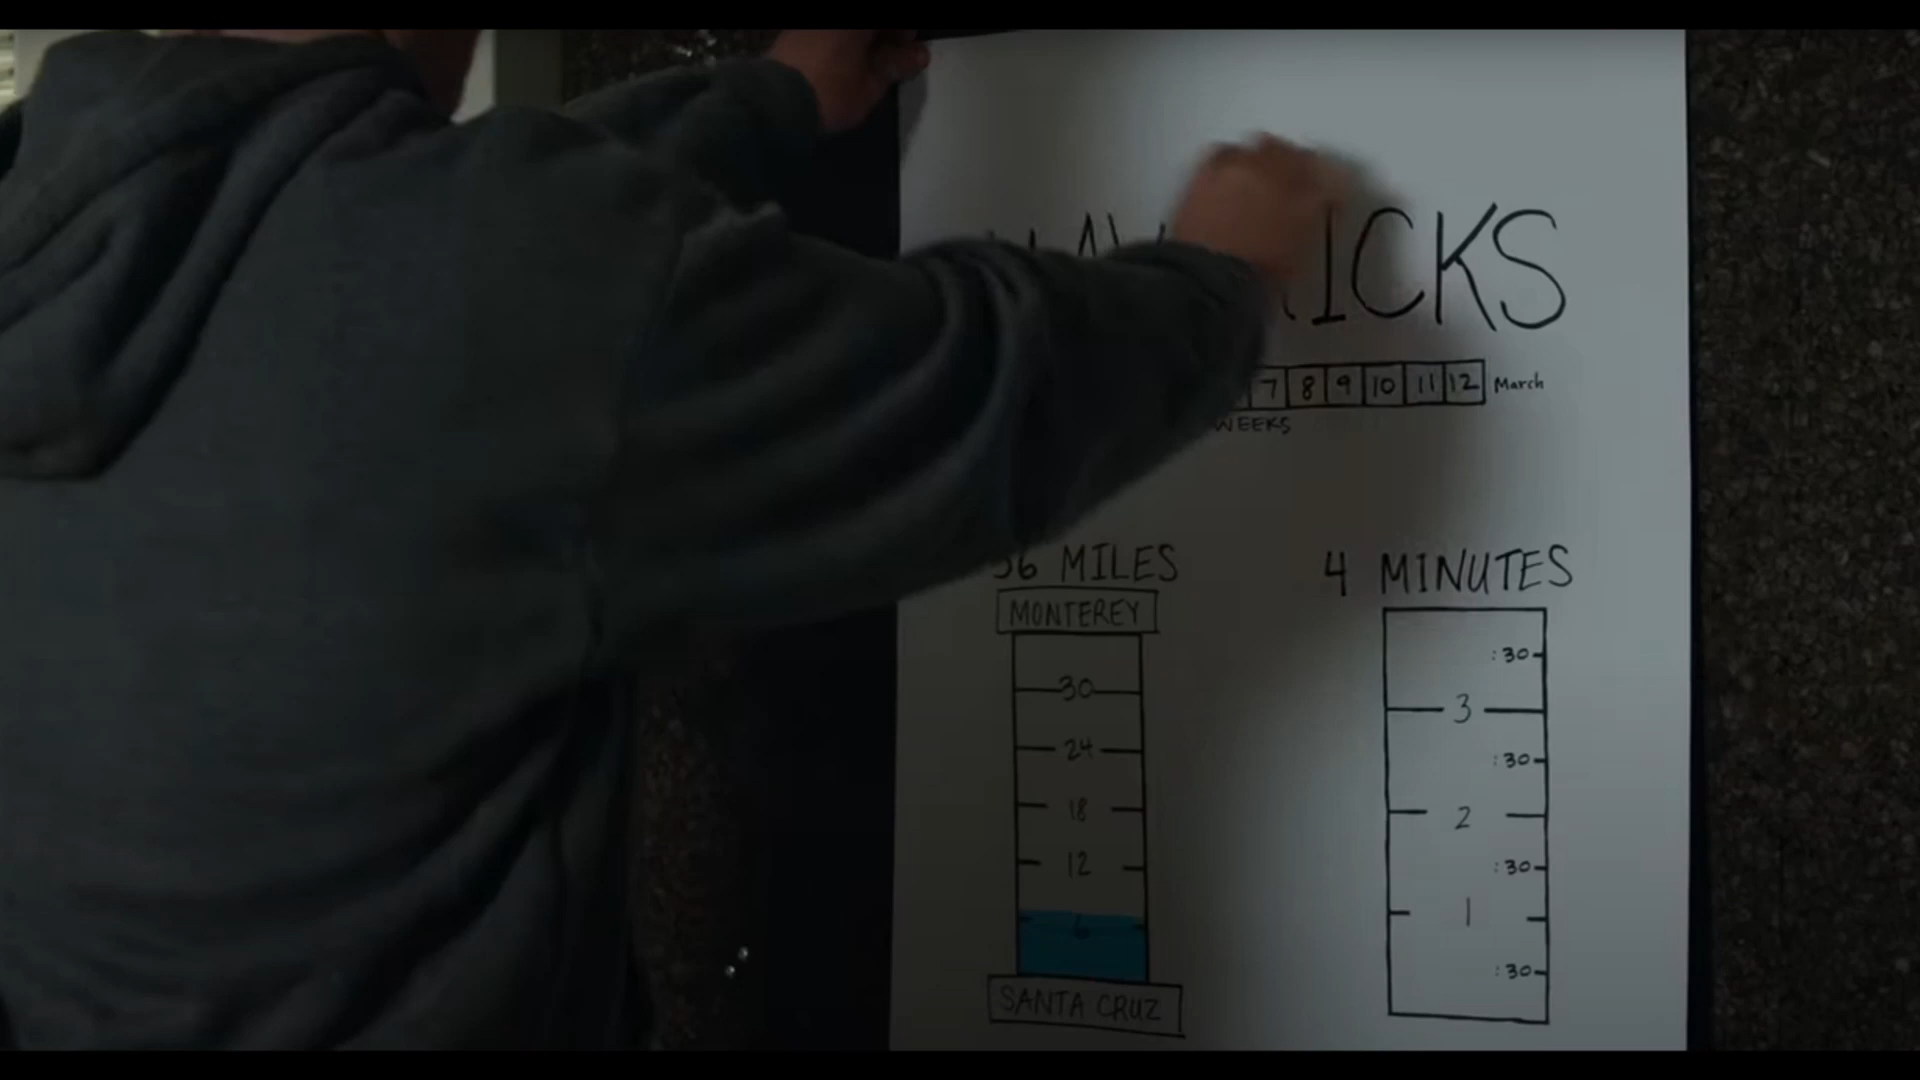 ICKS
7 8 9 10 11 12 March
WEEKS
36 MILES
4 MINUTES
MONTEREY
:30
30
3
24
:30
18
2
12
:30
6
1
:30
SANTA CRUZ